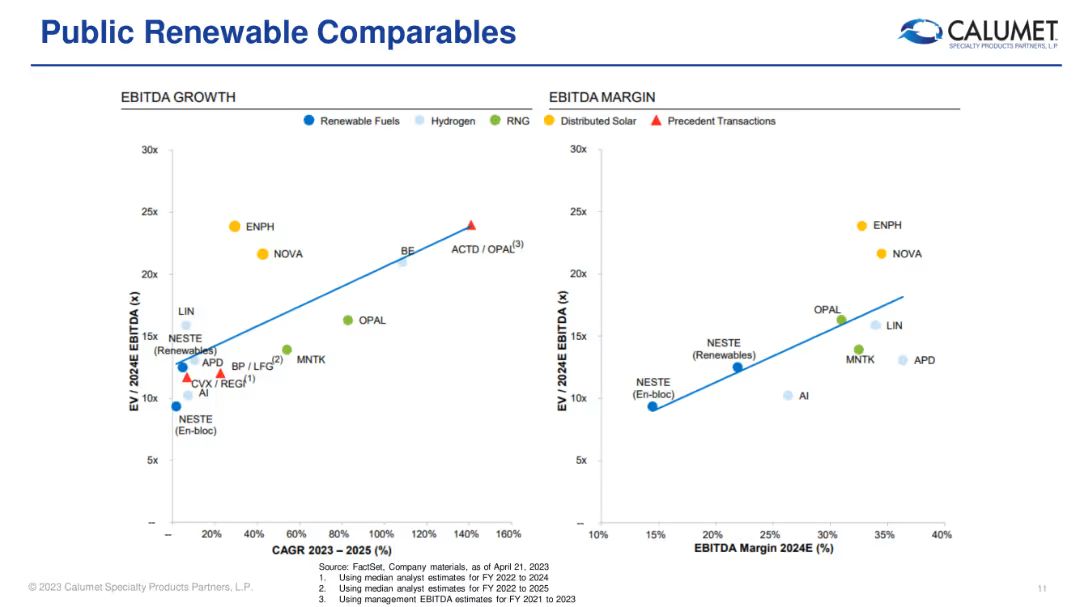 Public Renewable Comparables
CALUMET
SPECIALTY PRODUCTS PARTNERS, L.P.
EBITDA GROWTH
EBITDA MARGIN
Renewable Fuels
Hydrogen
RNG
Distributed Solar
Precedent Transactions
EV / 2024E EBITDA (x)
30x
25x
20x
15x
10x
5x
--
ENPH
NOVA
BE
ACTD / OPAL(3)
LIN
OPAL
NESTE
(Renewables)
APD
BP / LFG(2)
MNTK
CVX / REGI(1)
AI
NESTE
(En-bloc)
--
20%
40%
60%
80%
100%
120%
140%
160%
CAGR 2023 – 2025 (%)
EV / 2024E EBITDA (x)
30x
25x
20x
15x
10x
5x
--
ENPH
NOVA
OPAL
LIN
NESTE
(Renewables)
MNTK
APD
NESTE
(En-bloc)
AI
10%
20%
25%
30%
35%
40%
EBITDA Margin 2024E (%)
Source: FactSet, Company materials, as of April 21, 2023
1. Using median analyst estimates for FY 2022 to 2024
2. Using median analyst estimates for FY 2022 to 2025
3. Using management EBITDA estimates for FY 2021 to 2023
© 2023 Calumet Specialty Products Partners, L.P.
11